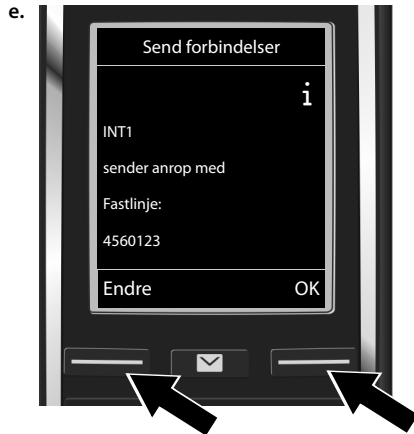 e.
Send forbindelser
i
INT1
sender anrop med
Fastlinje:
4560123
Endre OK